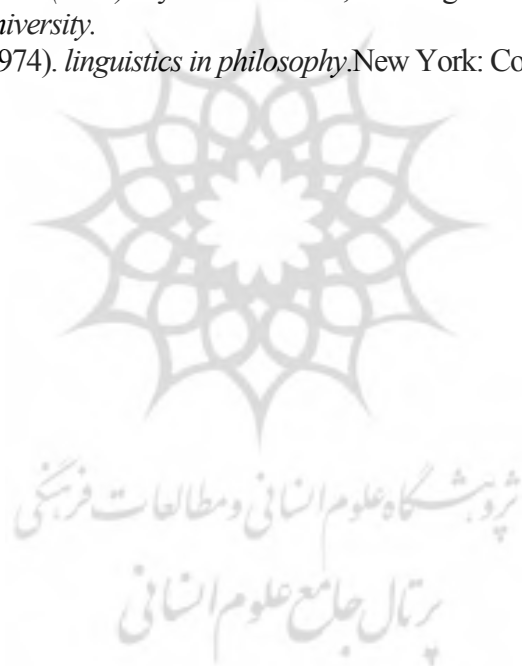 niversity.
974). linguistics in philosophy.New York: Co
پژوهشگاه علوم انسانی و مطالعات فرهنگی
پرتال جامع علوم انسانی